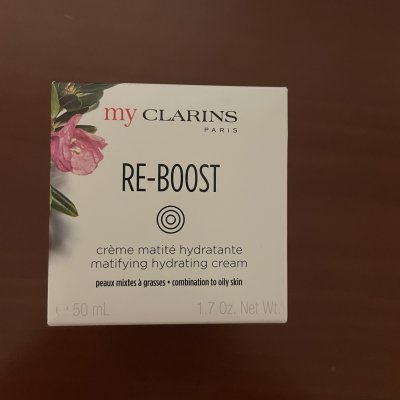 my CLARINS
PARIS
RE-BOOST
crème matité hydratante
matifying hydrating cream
peaux mixtes à grasses • combination to oily skin
℮ 50 mL 1.7 Oz. Net Wt.